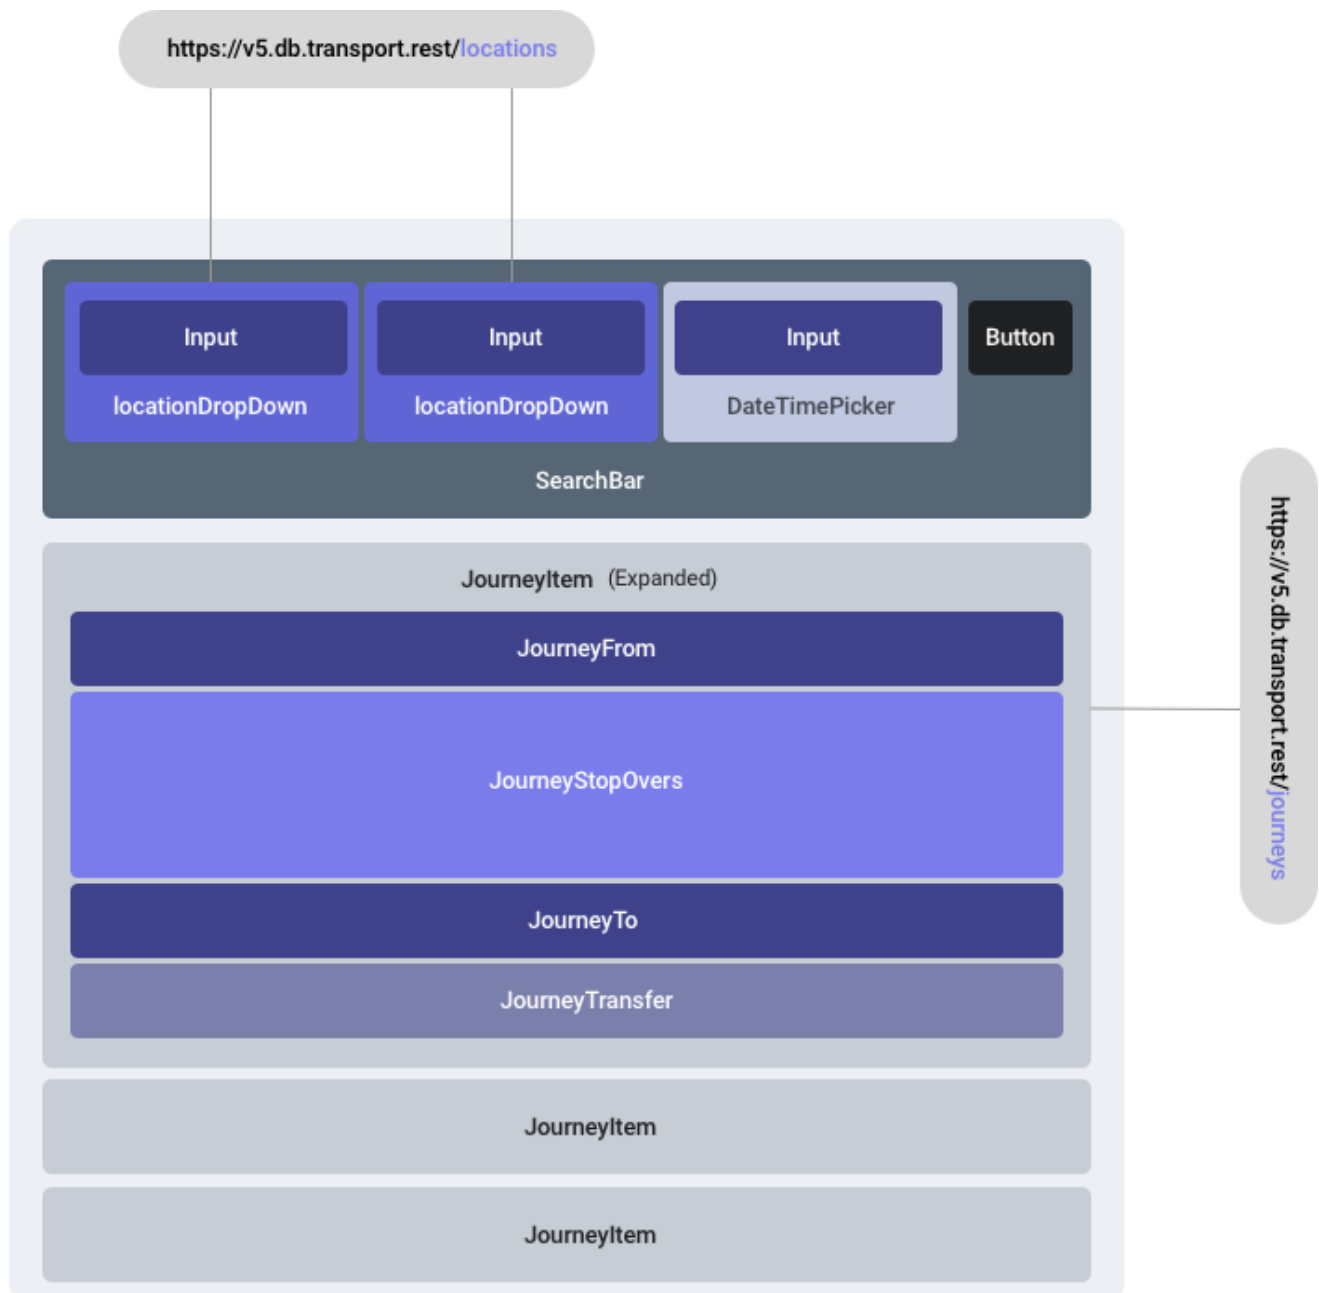 https://v5.db.transport.rest/locations
Input
Input
Input
Button
locationDropDown
locationDropDown
DateTimePicker
SearchBar
JourneyItem (Expanded)
JourneyFrom
JourneyStopOvers
JourneyTo
JourneyTransfer
JourneyItem
JourneyItem
https://v5.db.transport.rest/journeys